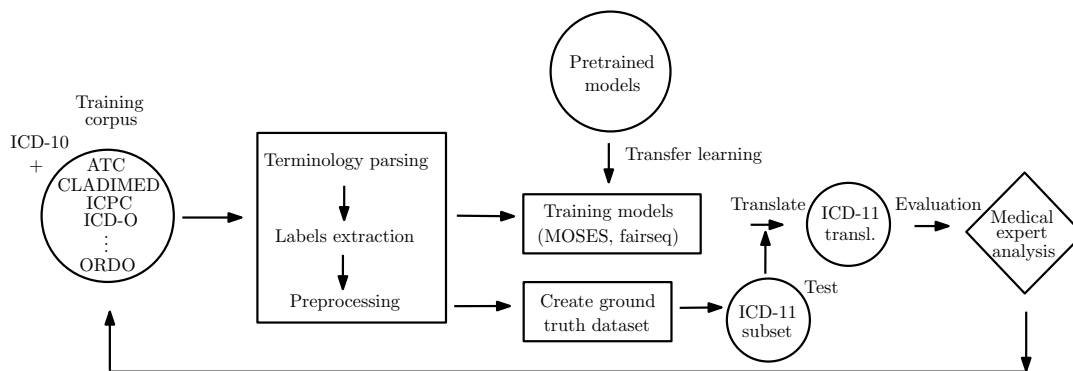 Training
corpus
ICD-10
+
ATC
CLADIMED
ICPC
ICD-O
⋮
ORDO
Terminology parsing
Labels extraction
Preprocessing
Pretrained
models
Transfer learning
Training models
(MOSES, fairseq)
Create ground
truth dataset
Translate
ICD-11
subset
Test
ICD-11
transl.
Evaluation
Medical
expert
analysis